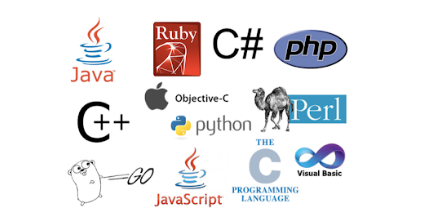 Java
Ruby
C#
php
Objective-C
C++
python
Perl
GO
JavaScript
THE
C
PROGRAMMING
LANGUAGE
Visual Basic